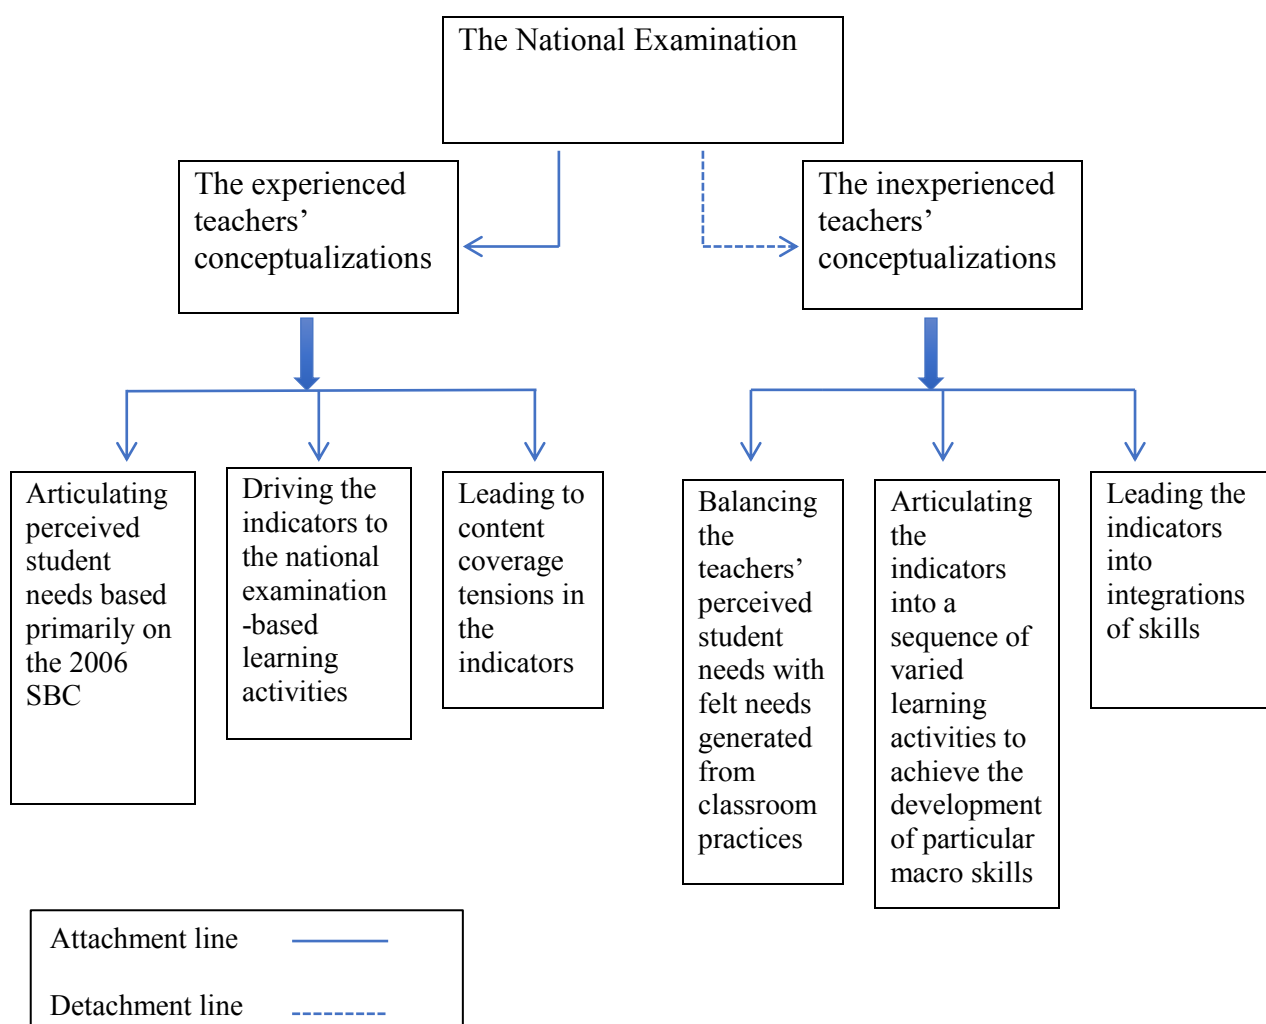 The National Examination
The experienced
teachers’
conceptualizations
The inexperienced
teachers’
conceptualizations
Articulating
perceived
student
needs based
primarily on
the 2006
SBC
Driving the
indicators to
the national
examination
-based
learning
activities
Leading to
content
coverage
tensions in
the
indicators
Balancing
the
teachers’
perceived
student
needs with
felt needs
generated
from
classroom
practices
Articulating
the
indicators
into a
sequence of
varied
learning
activities to
achieve the
development
of particular
macro skills
Leading the
indicators
into
integrations
of skills
Attachment line
Detachment line